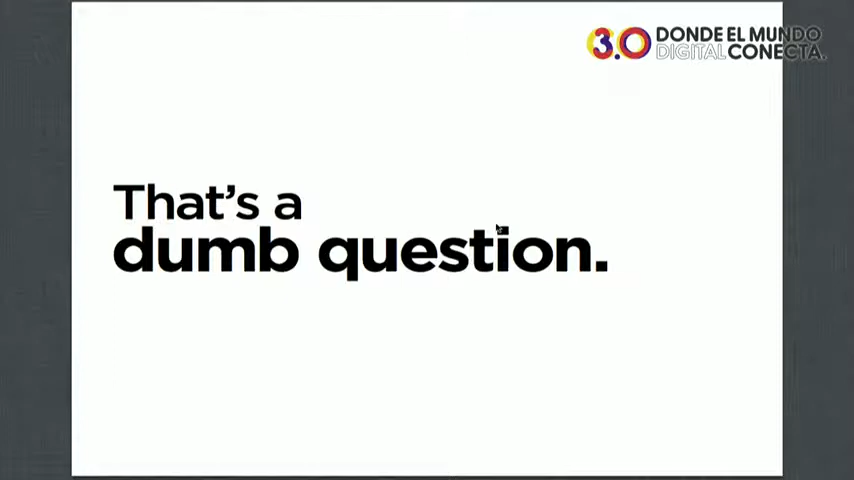 3.0 DONDE EL MUNDO
DIGITAL CONECTA.
That's a
dumb question.